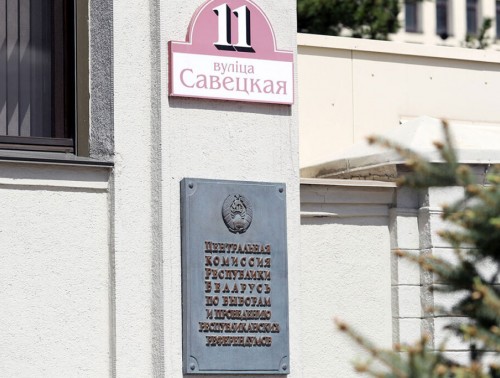 11
вуліца
Савецкая
ЦЕНТРАЛЬНАЯ
КОМИССИЯ
РЕСПУБЛИКИ
БЕЛАРУСЬ
ПО ВЫБОРАМ
И ПРОВЕДЕНИЮ
РЕСПУБЛИКАНСКИХ
РЕФЕРЕНДУМОВ